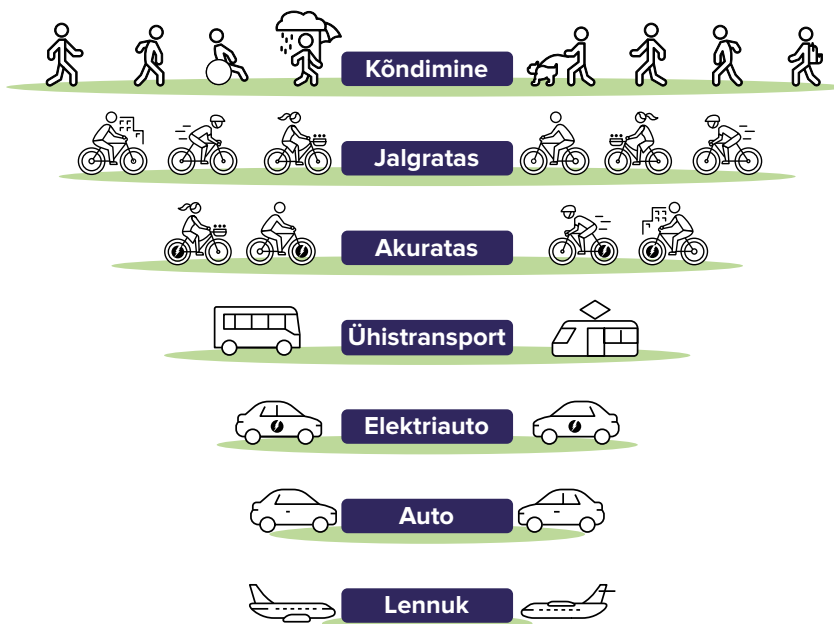 Kõndimine
Jalgratas
Akuratas
Ühistransport
Elektriauto
Auto
Lennuk